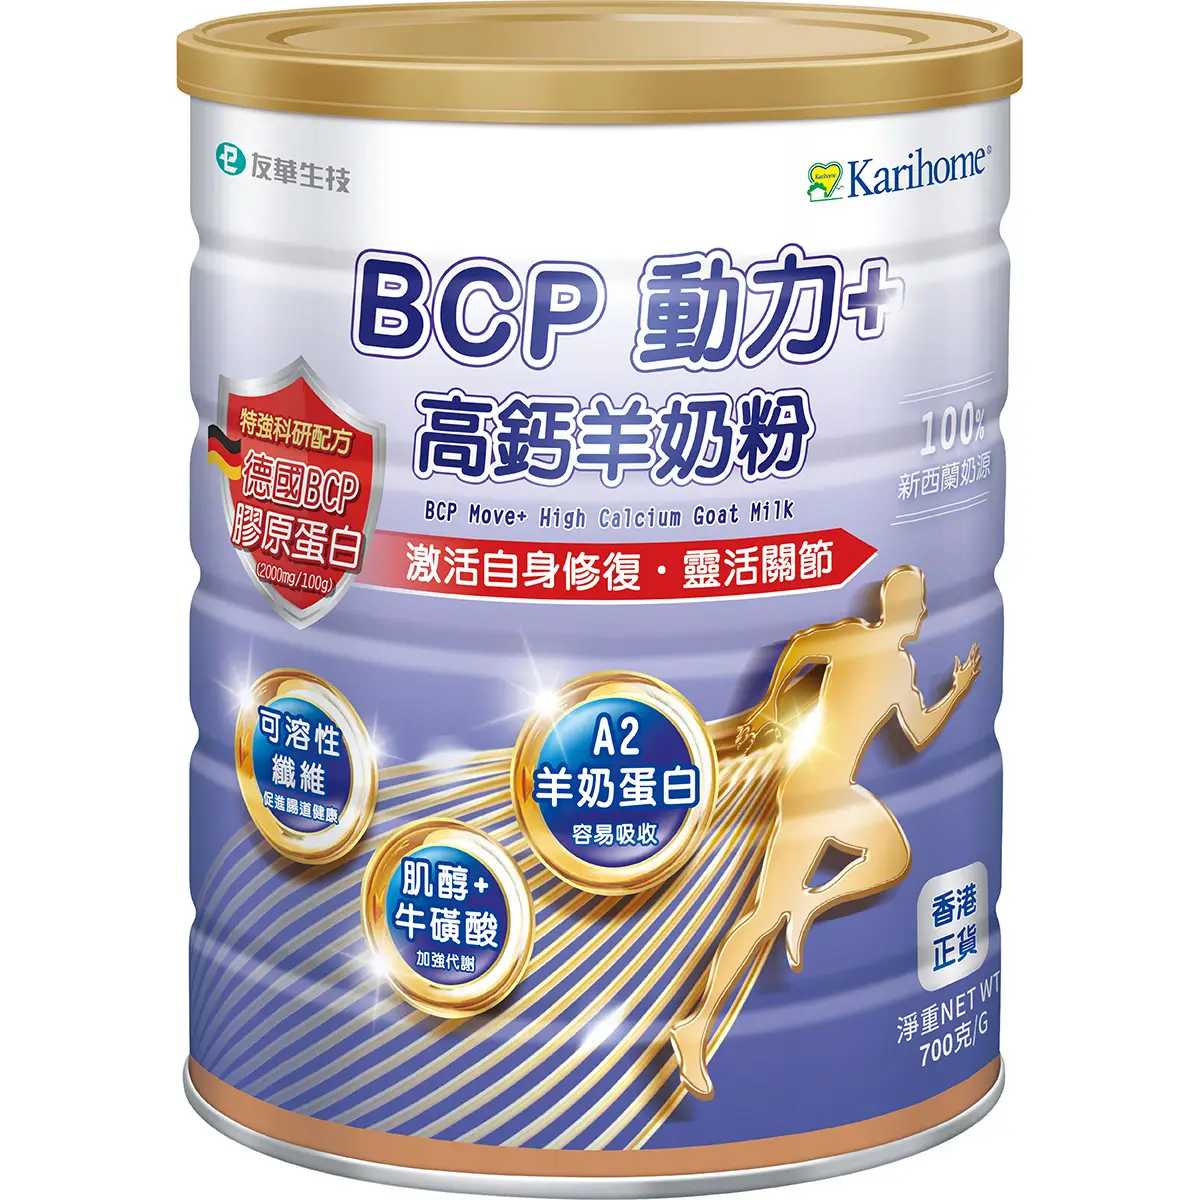 友華生技
Karihome
Karihome®
BCP 動力+
高鈣羊奶粉
BCP Move+ High Calcium Goat Milk
激活自身修復・靈活關節
特強科研配方
德國BCP
膠原蛋白
(2000mg/100g)
100%
新西蘭奶源
可溶性
纖維
促進腸道健康
A2
羊奶蛋白
容易吸收
肌醇+
牛磺酸
加強代謝
香港
正貨
淨重NET WT
700克/G